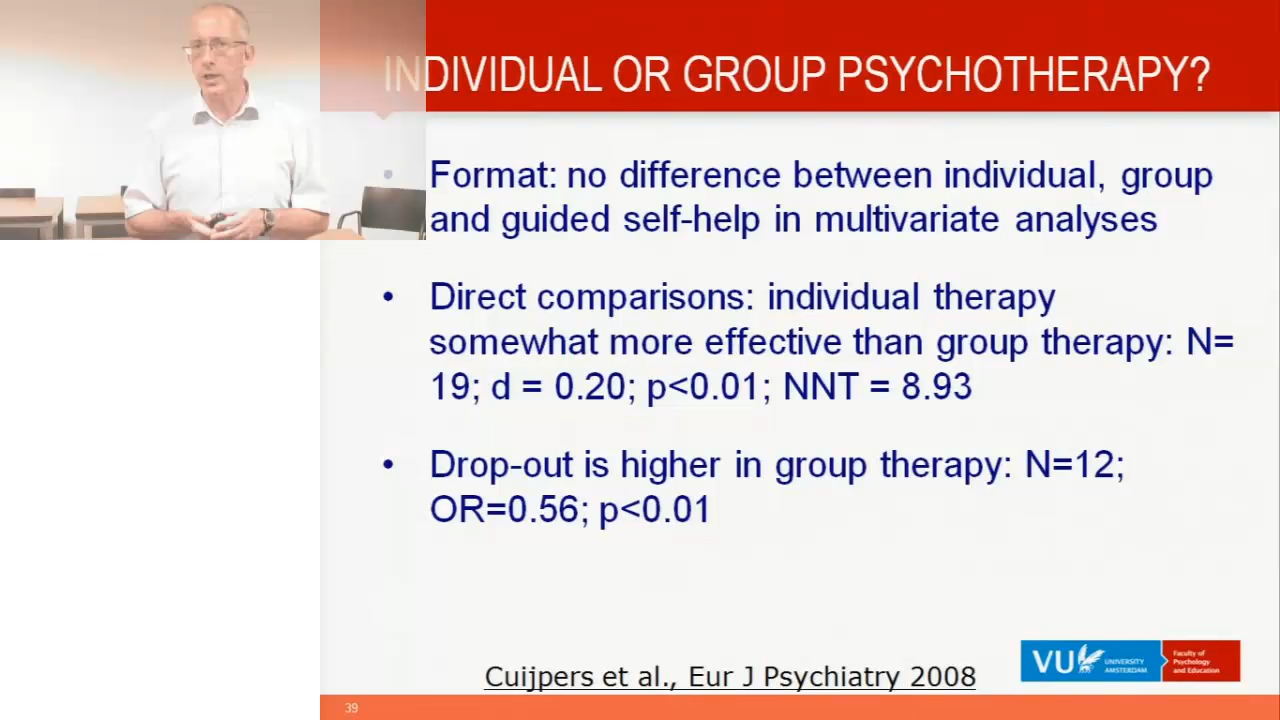 INDIVIDUAL OR GROUP PSYCHOTHERAPY?
• Format: no difference between individual, group
and guided self-help in multivariate analyses
• Direct comparisons: individual therapy
somewhat more effective than group therapy: N=
19; d = 0.20; p<0.01; NNT = 8.93
• Drop-out is higher in group therapy: N=12;
OR=0.56; p<0.01
Cuijpers et al., Eur J Psychiatry 2008
VU UNIVERSITY
AMSTERDAM
Faculty of
Psychology
and Education
39